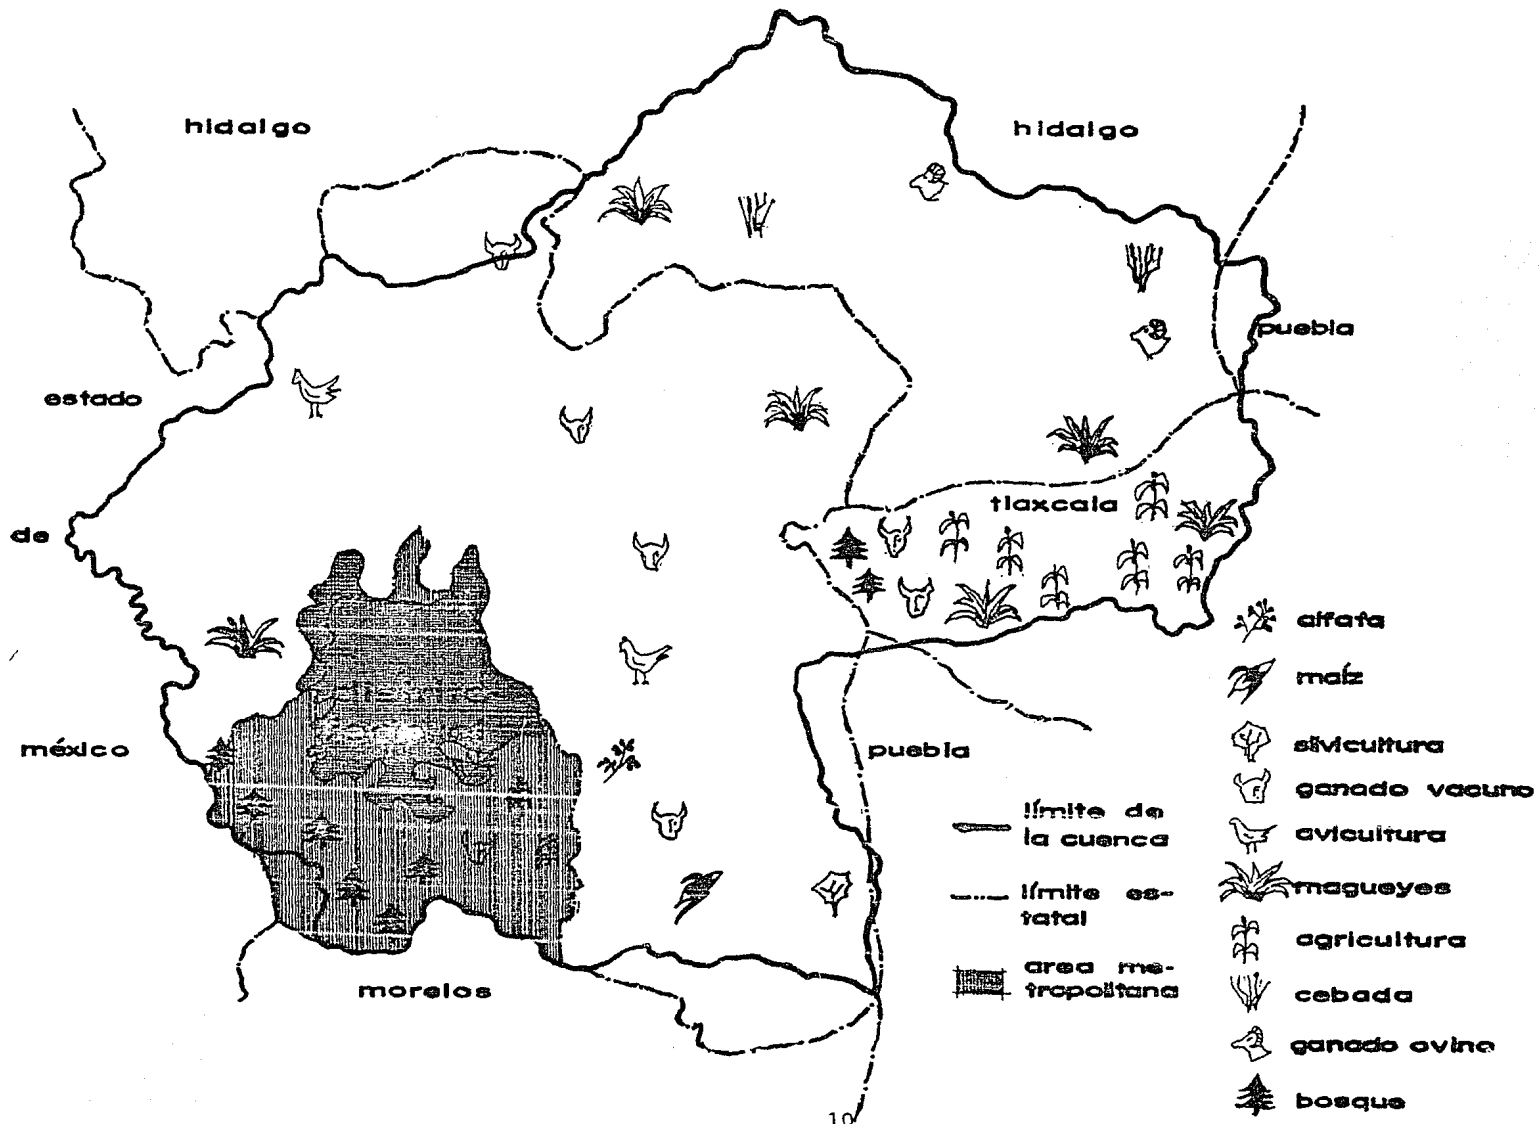 hidalgo
hidalgo
puebla
estado
tlaxcala
de
méxico
puebla
morelos
límite de
la cuenca
límite es-
tatal
area me-
tropolitana
alfafa
maíz
silvicultura
ganado vacuno
avicultura
magueyes
agricultura
cebada
ganado ovino
bosque
10